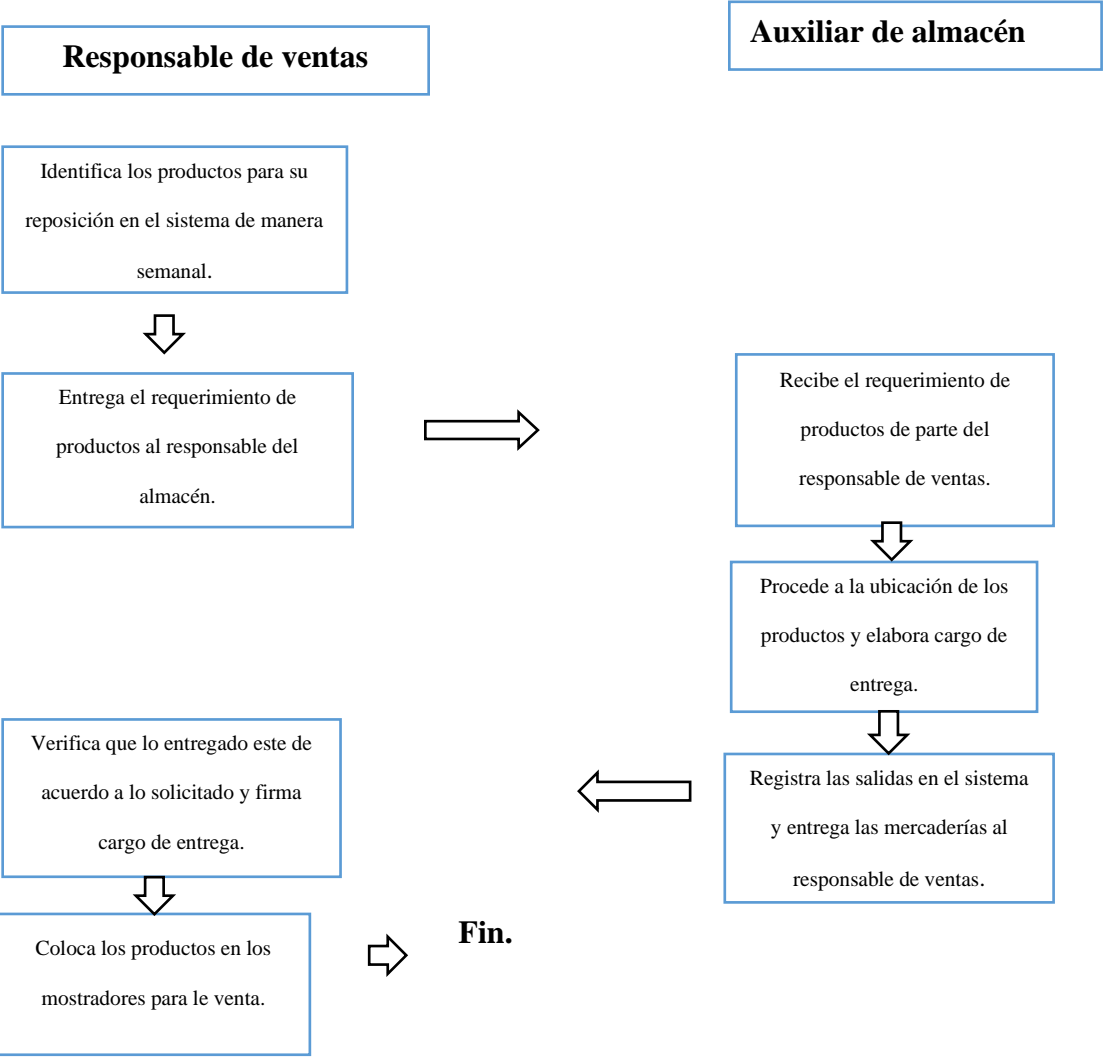 Responsable de ventas
Auxiliar de almacén
Identifica los productos para su
reposición en el sistema de manera
semanal.
Entrega el requerimiento de
productos al responsable del
almacén.
Recibe el requerimiento de
productos de parte del
responsable de ventas.
Procede a la ubicación de los
productos y elabora cargo de
entrega.
Registra las salidas en el sistema
y entrega las mercaderías al
responsable de ventas.
Verifica que lo entregado este de
acuerdo a lo solicitado y firma
cargo de entrega.
Coloca los productos en los
mostradores para le venta.
Fin.